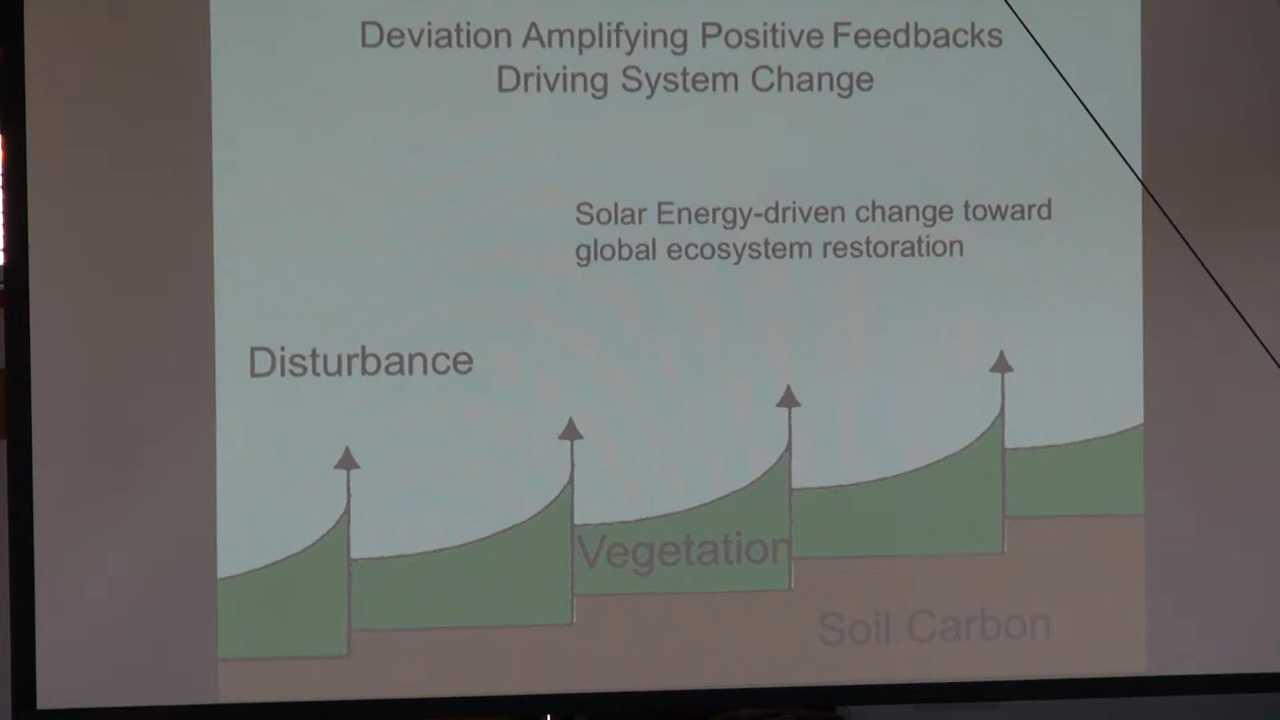 Deviation Amplifying Positive Feedbacks
Driving System Change
Solar Energy-driven change toward
global ecosystem restoration
Disturbance
Vegetation
Soil Carbon